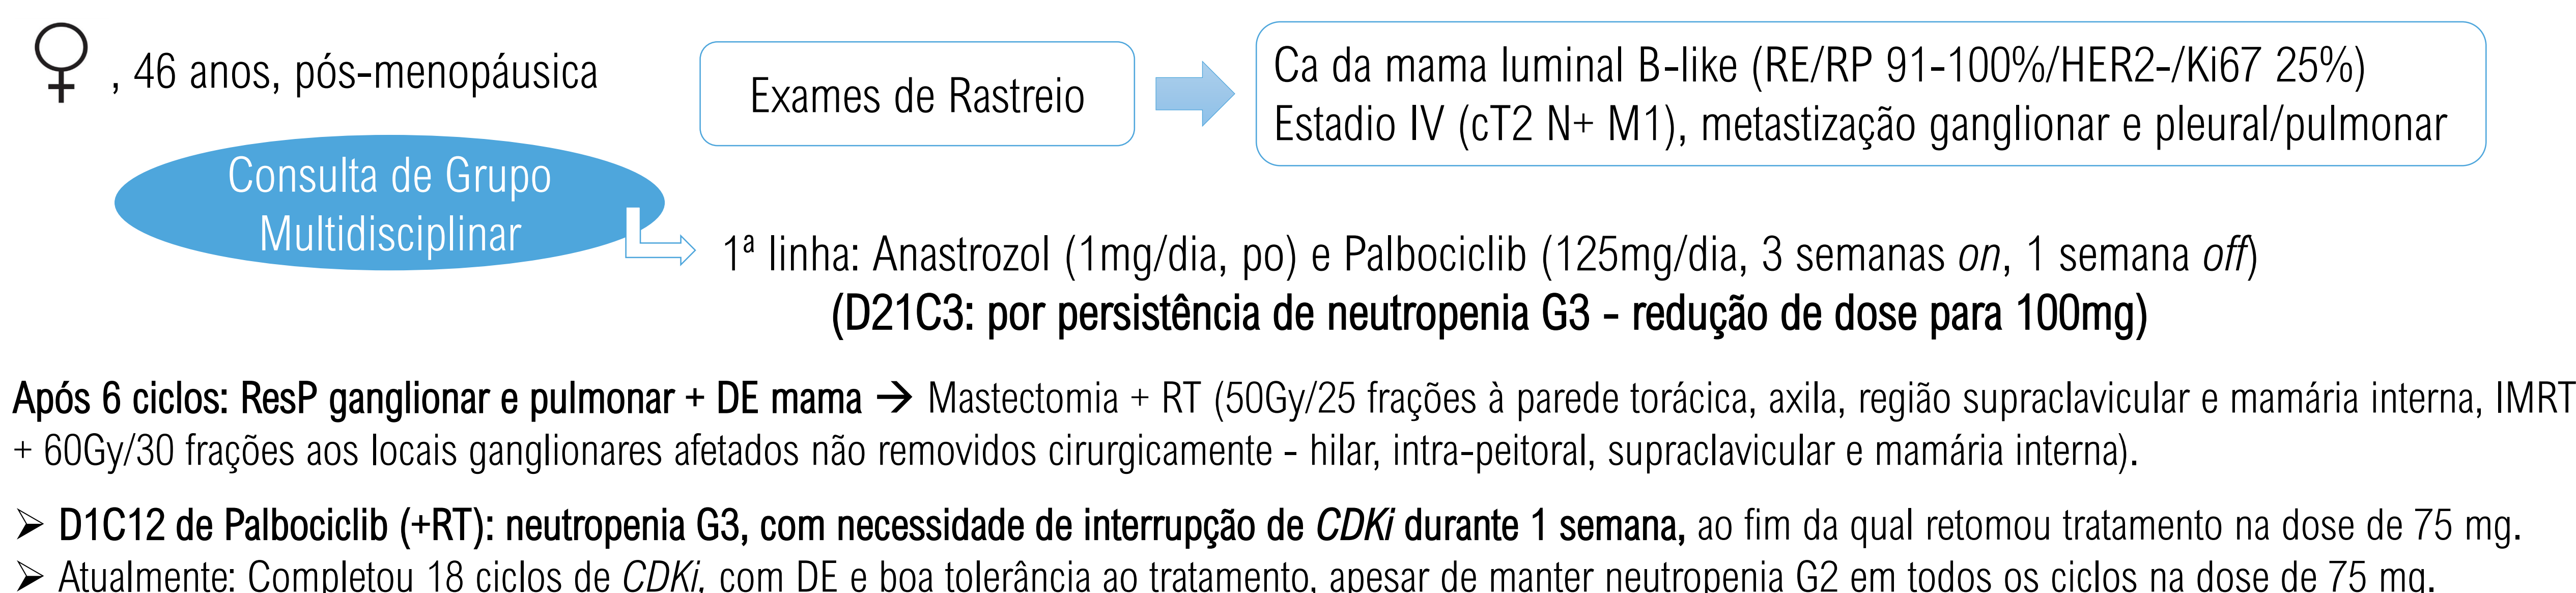 , 46 anos, pós-menopáusica
Exames de Rastreio
Ca da mama luminal B-like (RE/RP 91-100%/HER2-/Ki67 25%)
Estadio IV (cT2 N+ M1), metastização ganglionar e pleural/pulmonar
Consulta de Grupo
Multidisciplinar
1ª linha: Anastrozol (1mg/dia, po) e Palbociclib (125mg/dia, 3 semanas on, 1 semana off)
(D21C3: por persistência de neutropenia G3 - redução de dose para 100mg)
Após 6 ciclos: ResP ganglionar e pulmonar + DE mama → Mastectomia + RT (50Gy/25 frações à parede torácica, axila, região supraclavicular e mamária interna, IMRT
+ 60Gy/30 frações aos locais ganglionares afetados não removidos cirurgicamente - hilar, intra-peitoral, supraclavicular e mamária interna).
➢ D1C12 de Palbociclib (+RT): neutropenia G3, com necessidade de interrupção de CDKi durante 1 semana, ao fim da qual retomou tratamento na dose de 75 mg.
➢ Atualmente: Completou 18 ciclos de CDKi, com DE e boa tolerância ao tratamento, apesar de manter neutropenia G2 em todos os ciclos na dose de 75 mg.